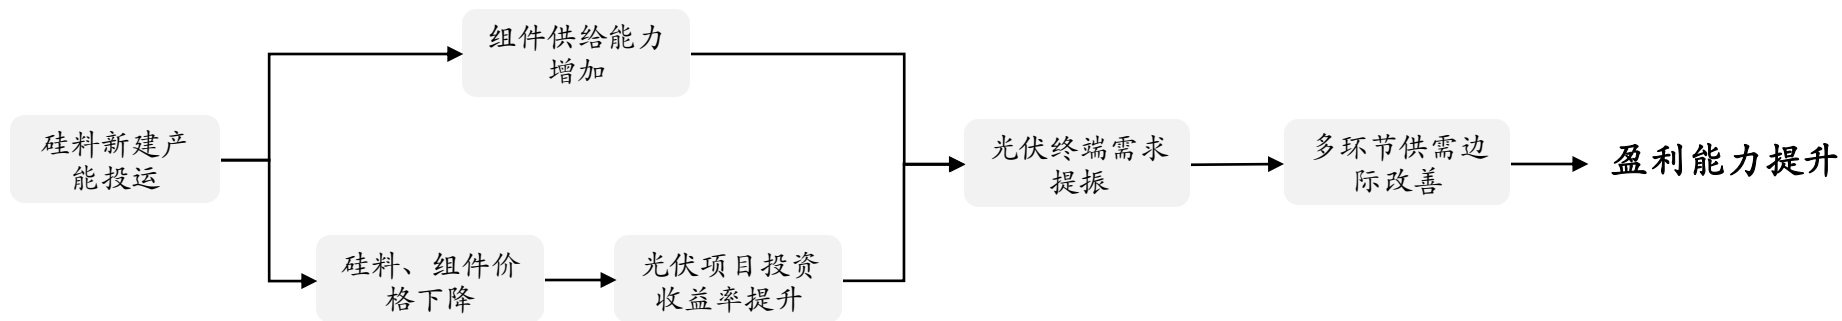 组件供给能力
增加
硅料新建产
能投运
硅料、组件价
格下降
光伏项目投资
收益率提升
光伏终端需求
提振
多环节供需边
际改善
盈利能力提升